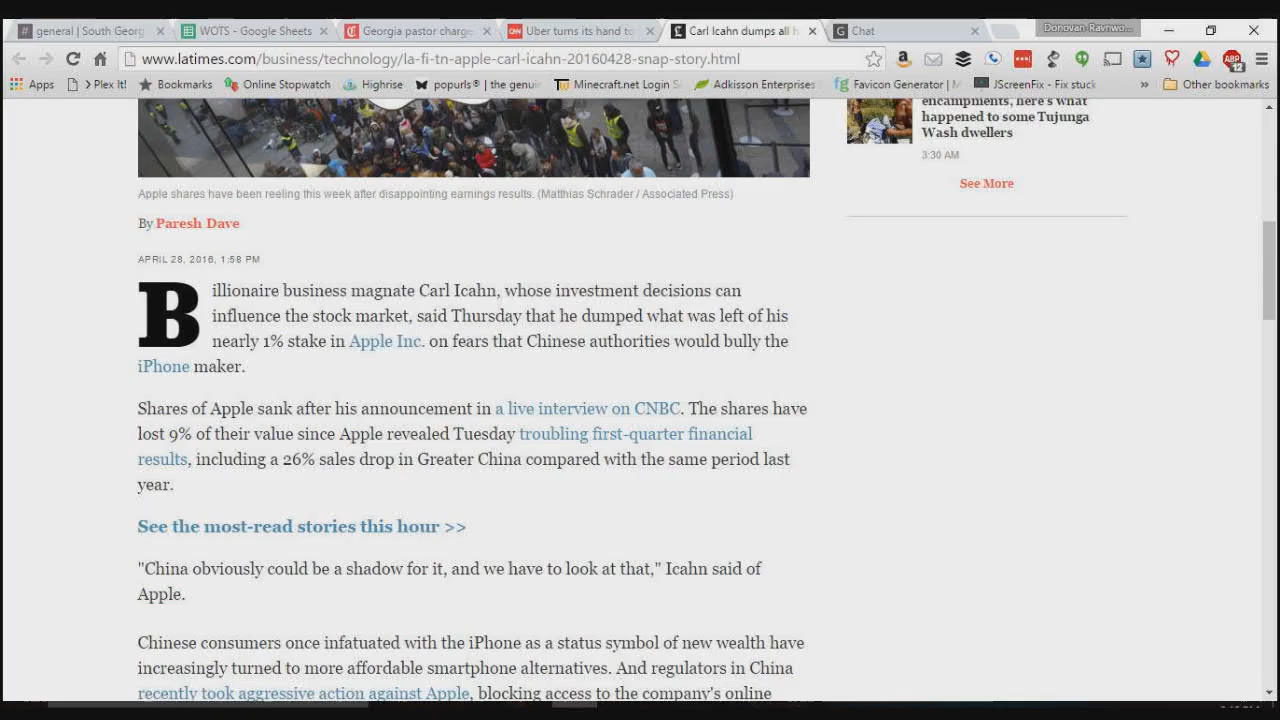 general | South Georg
WOTS - Google Sheets
Georgia pastor charge
Uber turns its hand to
Carl Icahn dumps all h
Chat
Donovan-Ravnwo...
www.latimes.com/business/technology/la-fi-tn-apple-carl-icahn-20160428-snap-story.html
ABP
12
Apps
> Plex It!
Bookmarks
Online Stopwatch
Highrise
popurls® | the genuin
Minecraft.net Login S
Adkisson Enterprises
Favicon Generator | M
JScreenFix - Fix stuck
»
Other bookmarks
encampments, here's what
happened to some Tujunga
Wash dwellers
3:30 AM
See More
Apple shares have been reeling this week after disappointing earnings results. (Matthias Schrader / Associated Press)
By Paresh Dave
APRIL 28, 2016, 1:58 PM
Billionaire business magnate Carl Icahn, whose investment decisions can
influence the stock market, said Thursday that he dumped what was left of his
nearly 1% stake in Apple Inc. on fears that Chinese authorities would bully the
iPhone maker.
Shares of Apple sank after his announcement in a live interview on CNBC. The shares have
lost 9% of their value since Apple revealed Tuesday troubling first-quarter financial
results, including a 26% sales drop in Greater China compared with the same period last
year.
See the most-read stories this hour >>
"China obviously could be a shadow for it, and we have to look at that," Icahn said of
Apple.
Chinese consumers once infatuated with the iPhone as a status symbol of new wealth have
increasingly turned to more affordable smartphone alternatives. And regulators in China
recently took aggressive action against Apple, blocking access to the company's online